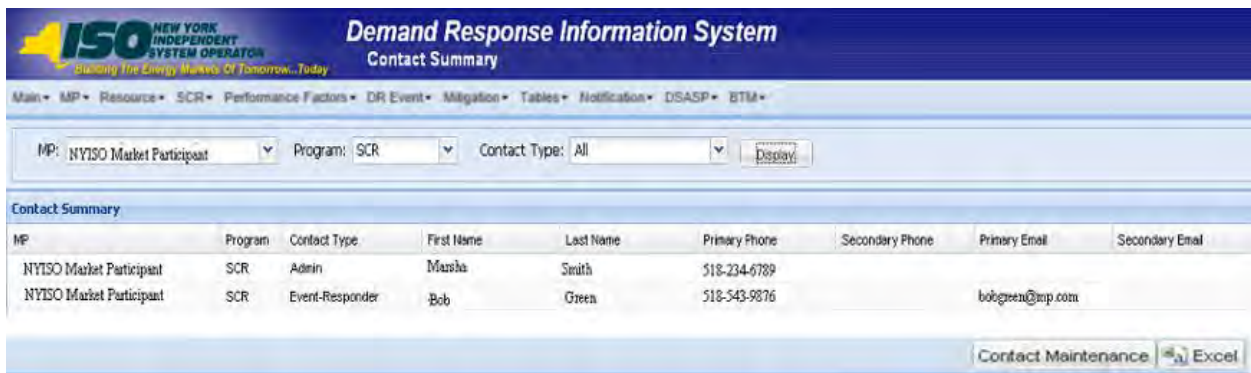 NEW YORK
INDEPENDENT
SYSTEM OPERATOR
ISO
Building The Energy Markets Of Tomorrow...Today
Demand Response Information System
Contact Summary
Main MP Resource SCR Performance Factors DR Event Mitigation Tables Notification DSASP BTM
MP: NYISO Market Participant Program: SCR Contact Type: All Display
Contact Summary
MP Program Contact Type First Name Last Name Primary Phone Secondary Phone Primary Email Secondary Email
NYISO Market Participant SCR Admin Marsha Smith 518-234-6789
NYISO Market Participant SCR Event-Responder Bob Green 518-543-9876 bobgreen@mp.com
Contact Maintenance Excel